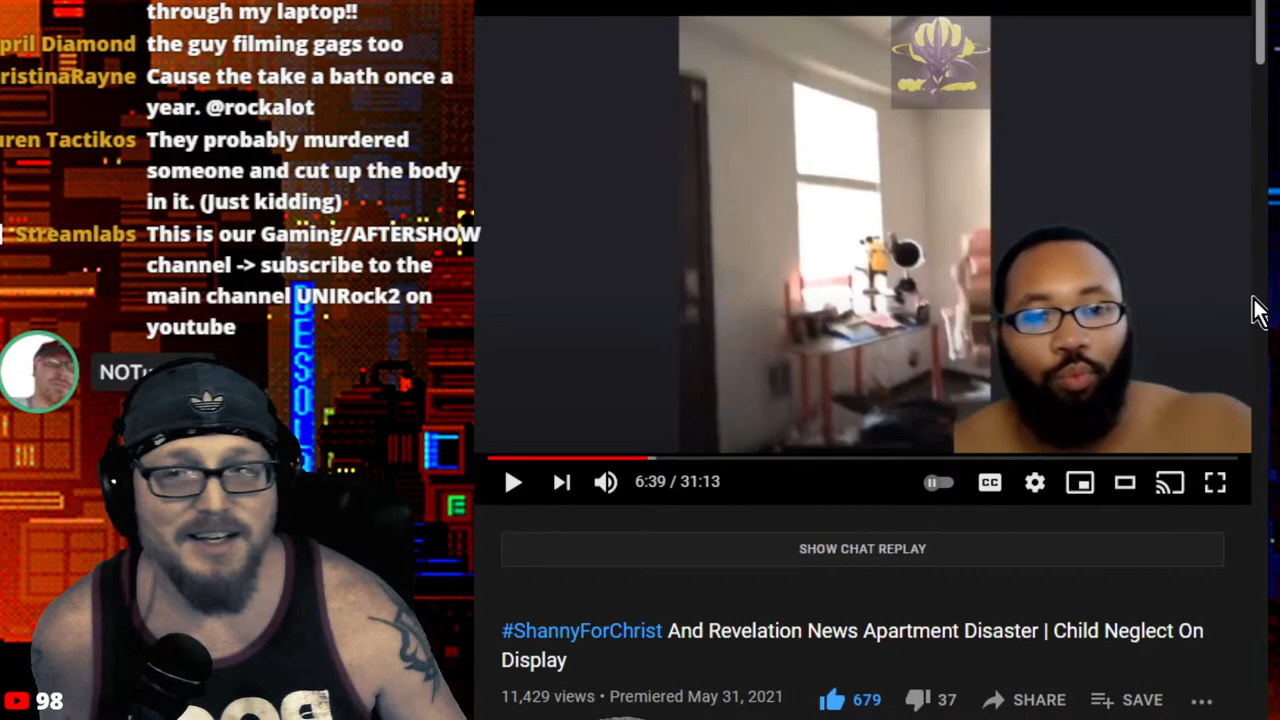 through my laptop!!
pril Diamond the guy filming gags too
ristinaRayne Cause the take a bath once a
year. @rockalot
uren Tactikos They probably murdered
someone and cut up the body
in it. (Just kidding)
Streamlabs This is our Gaming/AFTERSHOW
channel -> subscribe to the
main channel UNIRock2 on
youtube
NOTu
DESOL
98
6:39 / 31:13
CC
SHOW CHAT REPLAY
#ShannyForChrist And Revelation News Apartment Disaster | Child Neglect On
Display
11,429 views • Premiered May 31, 2021
679
37
SHARE
SAVE